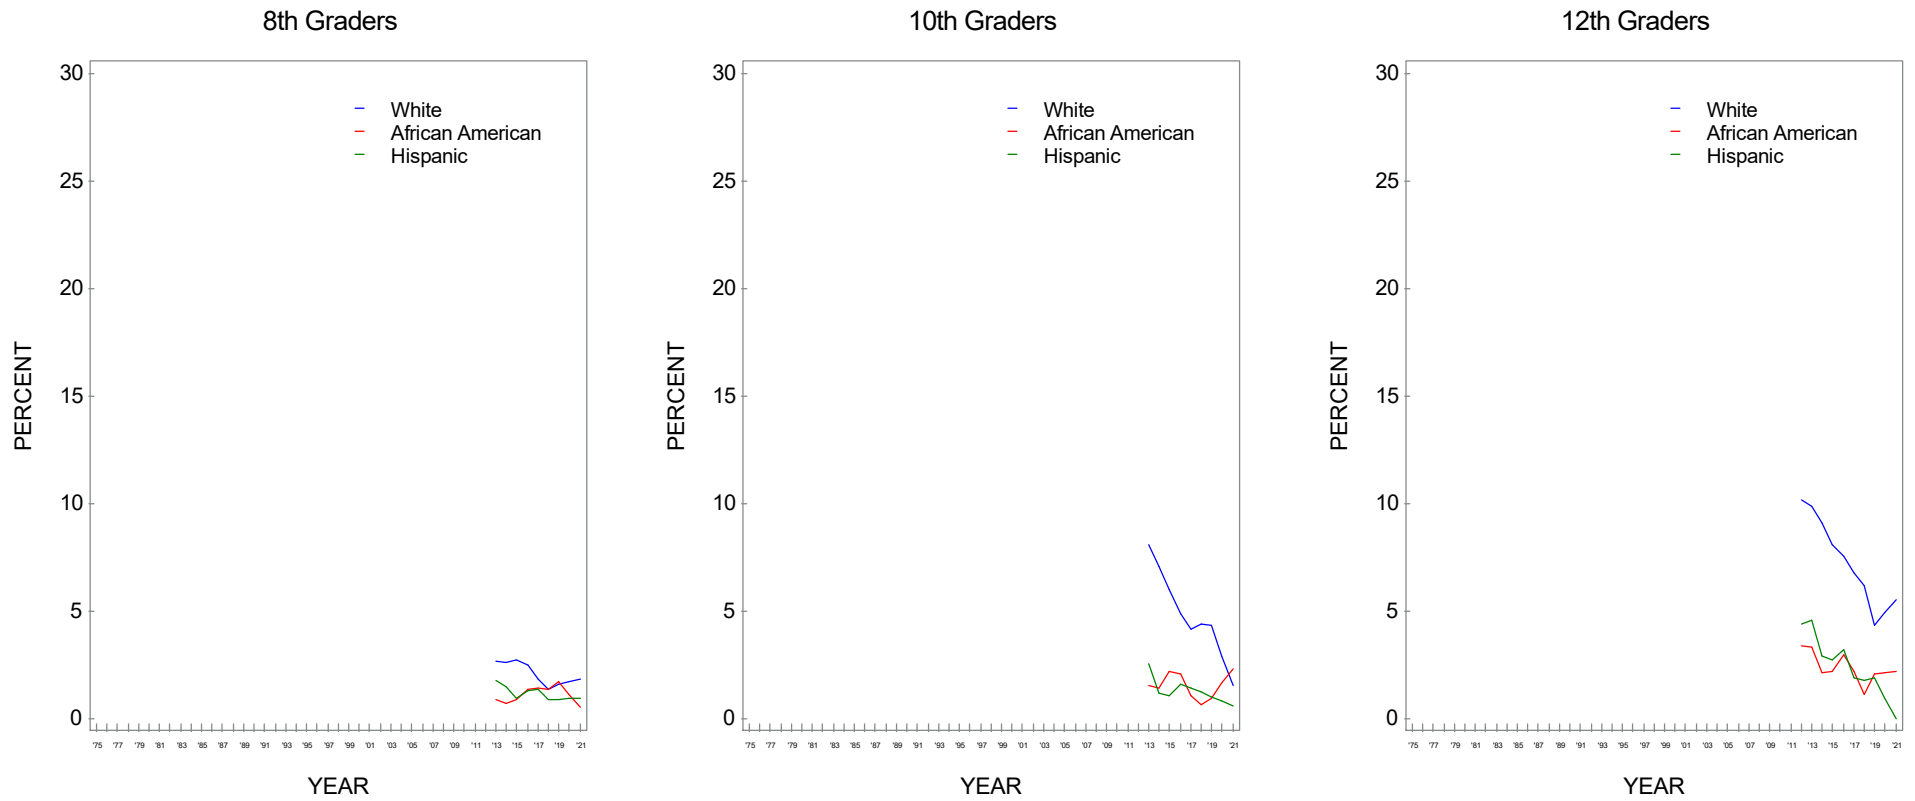 8th Graders
30
25
20
15
10
5
0
PERCENT
White
African American
Hispanic
'75 '77 '79 '81 '83 '85 '87 '89 '91 '93 '95 '97 '99 '01 '03 '05 '07 '09 '11 '13 '15 '17 '19 '21
YEAR
10th Graders
30
25
20
15
10
5
0
PERCENT
White
African American
Hispanic
'75 '77 '79 '81 '83 '85 '87 '89 '91 '93 '95 '97 '99 '01 '03 '05 '07 '09 '11 '13 '15 '17 '19 '21
YEAR
12th Graders
30
25
20
15
10
5
0
PERCENT
White
African American
Hispanic
'75 '77 '79 '81 '83 '85 '87 '89 '91 '93 '95 '97 '99 '01 '03 '05 '07 '09 '11 '13 '15 '17 '19 '21
YEAR